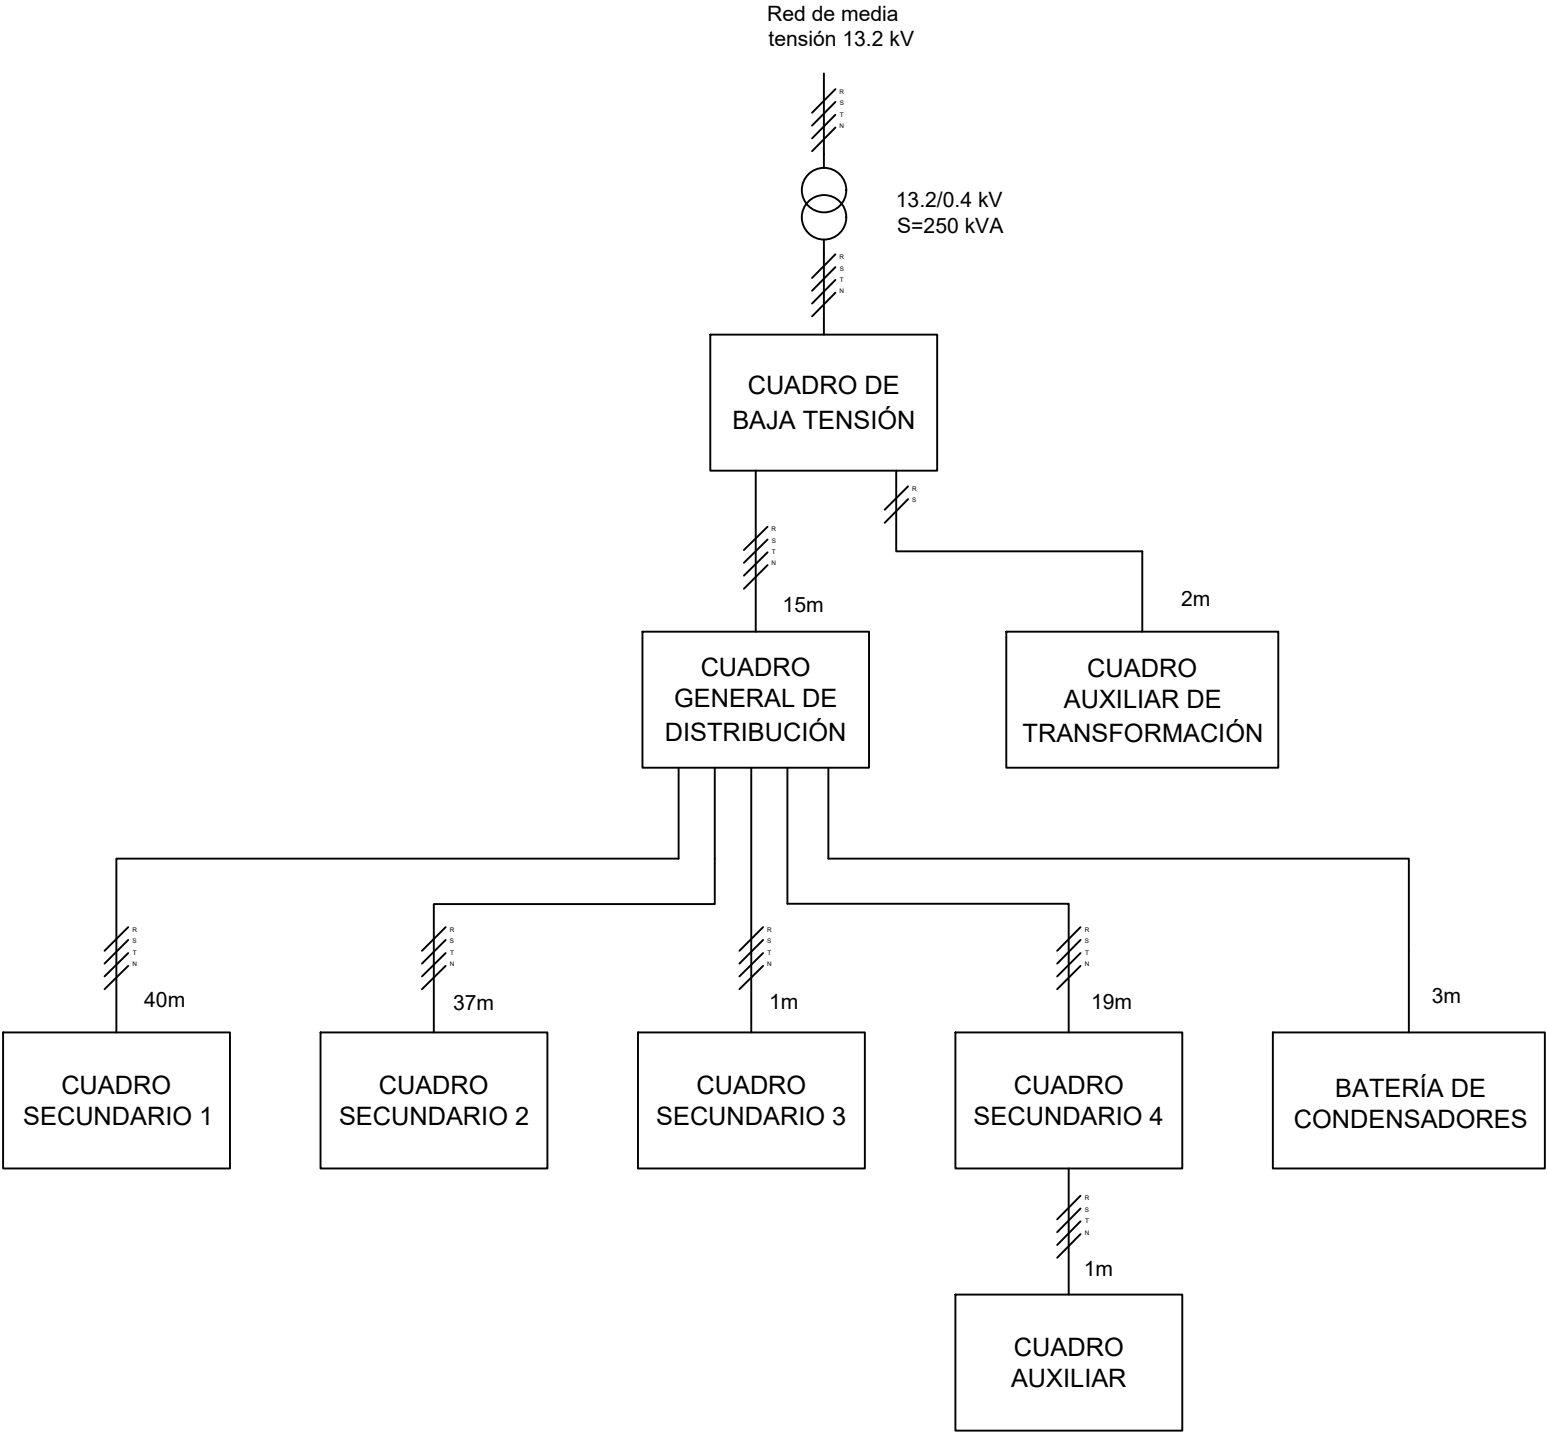 Red de media
tensión 13.2 kV
R
S
T
N
13.2/0.4 kV
S=250 kVA
R
S
T
N
CUADRO DE
BAJA TENSIÓN
R
S
R
S
T
N
15m
2m
CUADRO
GENERAL DE
DISTRIBUCIÓN
CUADRO
AUXILIAR DE
TRANSFORMACIÓN
R
S
T
N
40m
R
S
T
N
37m
R
S
T
N
1m
R
S
T
N
19m
3m
CUADRO
SECUNDARIO 1
CUADRO
SECUNDARIO 2
CUADRO
SECUNDARIO 3
CUADRO
SECUNDARIO 4
BATERÍA DE
CONDENSADORES
R
S
T
N
1m
CUADRO
AUXILIAR